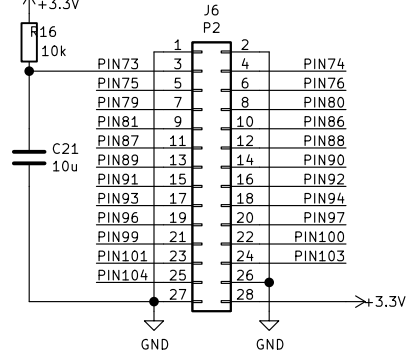 +3.3V
R16
10k
J6
P2
1 2
PIN73 3 4 PIN74
PIN75 5 6 PIN76
PIN79 7 8 PIN80
PIN81 9 10 PIN86
PIN87 11 12 PIN88
PIN89 13 14 PIN90
PIN91 15 16 PIN92
PIN93 17 18 PIN94
PIN96 19 20 PIN97
PIN99 21 22 PIN100
PIN101 23 24 PIN103
PIN104 25 26
27 28
C21
10u
+3.3V
GND GND